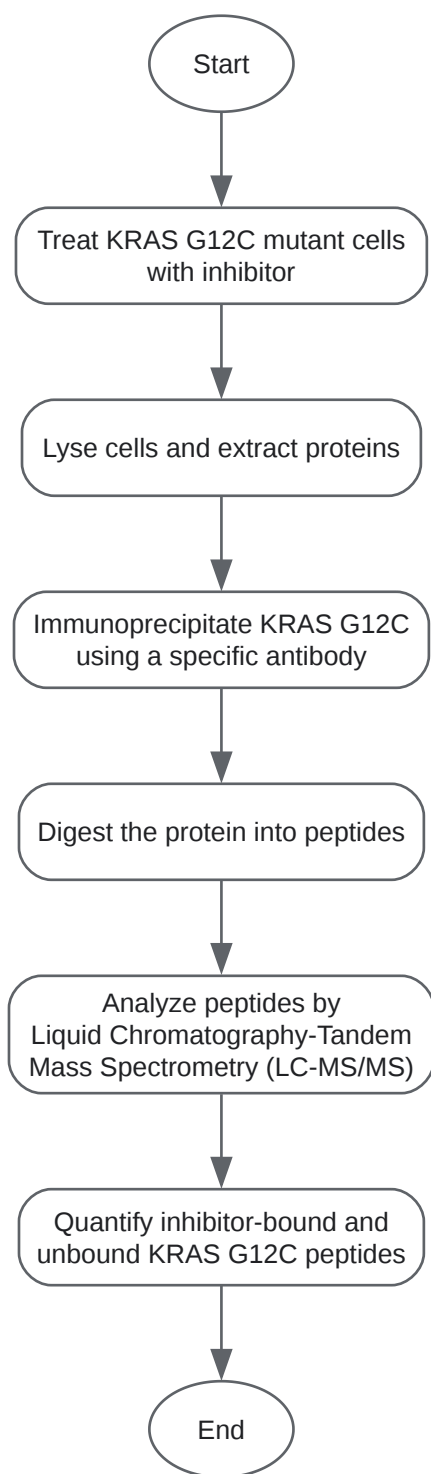 Start
Treat KRAS G12C mutant cells
with inhibitor
Lyse cells and extract proteins
Immunoprecipitate KRAS G12C
using a specific antibody
Digest the protein into peptides
Analyze peptides by
Liquid Chromatography-Tandem
Mass Spectrometry (LC-MS/MS)
Quantify inhibitor-bound and
unbound KRAS G12C peptides
End